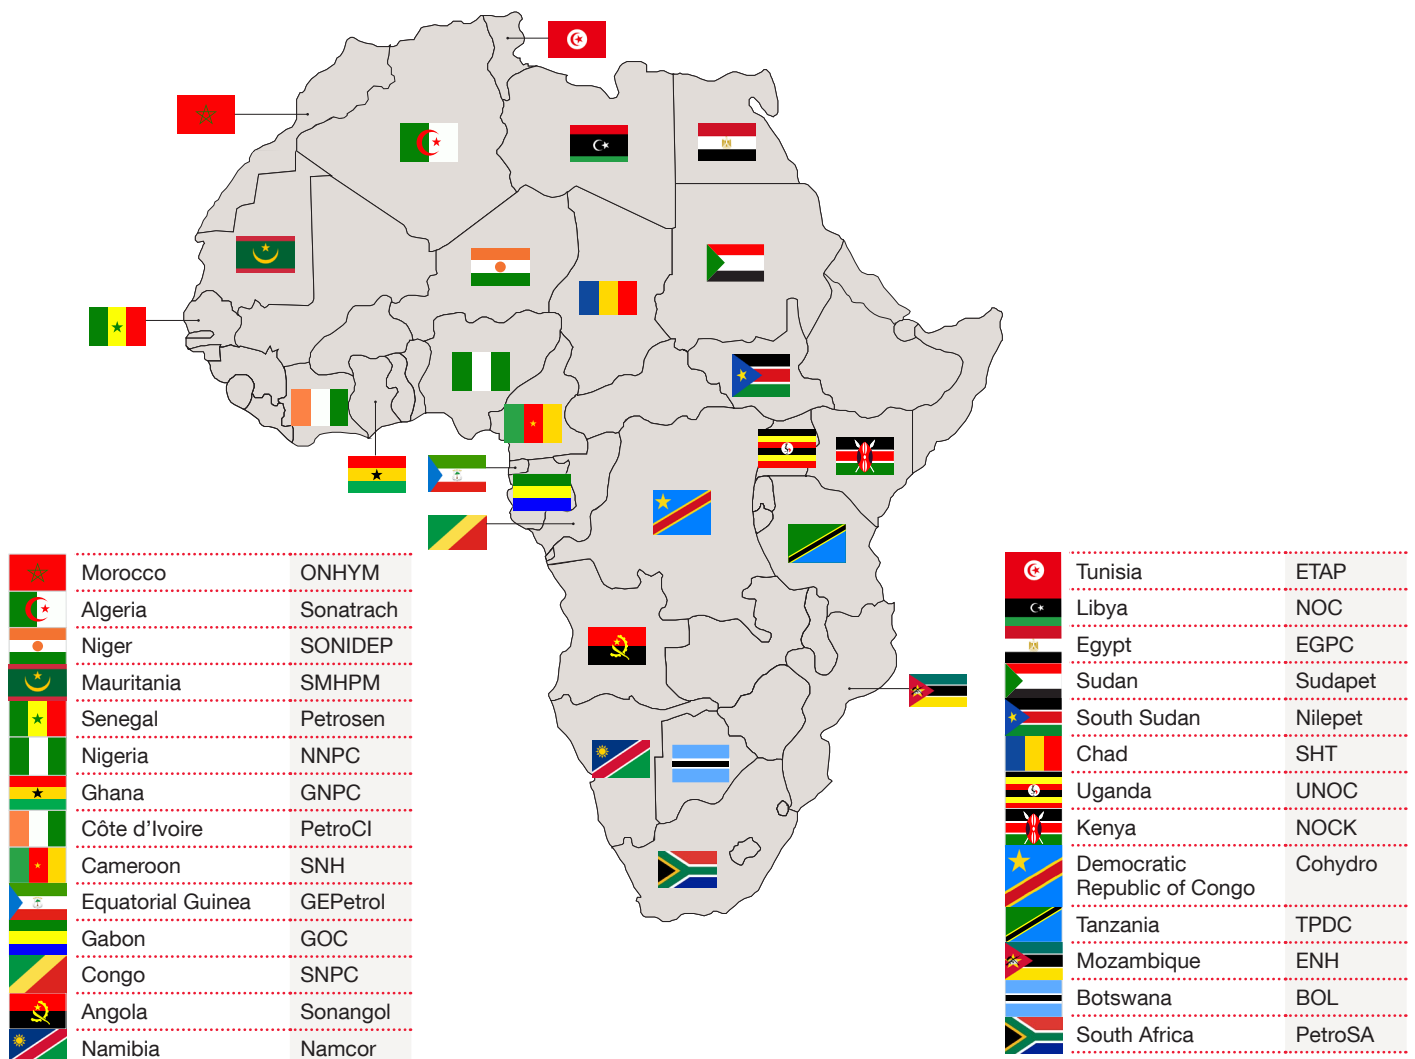 Morocco ONHYM
Algeria Sonatrach
Niger SONIDEP
Mauritania SMHPM
Senegal Petrosen
Nigeria NNPC
Ghana GNPC
Côte d’Ivoire PetroCI
Cameroon SNH
Equatorial Guinea GEPetrol
Gabon GOC
Congo SNPC
Angola Sonangol
Namibia Namcor
Tunisia ETAP
Libya NOC
Egypt EGPC
Sudan Sudapet
South Sudan Nilepet
Chad SHT
Uganda UNOC
Kenya NOCK
Democratic Cohydro
Republic of Congo
Tanzania TPDC
Mozambique ENH
Botswana BOL
South Africa PetroSA